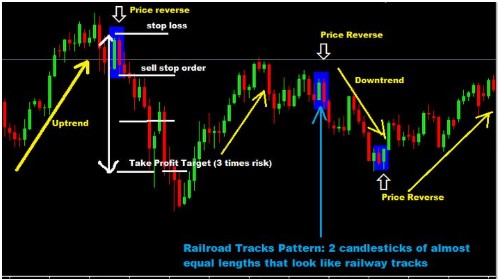 Price reverse
stop loss
Price Reverse
sell stop order
Downtrend
Uptrend
Take Profit Target (3 times risk)
Price Reverse
Railroad Tracks Pattern: 2 candlesticks of almost
equal lengths that look like railway tracks